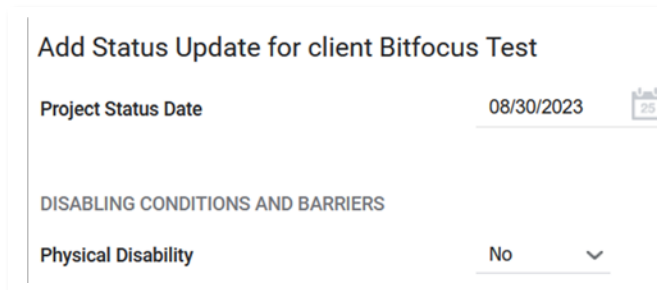 Add Status Update for client Bitfocus Test
Project Status Date 08/30/2023 25
DISABLING CONDITIONS AND BARRIERS
Physical Disability No